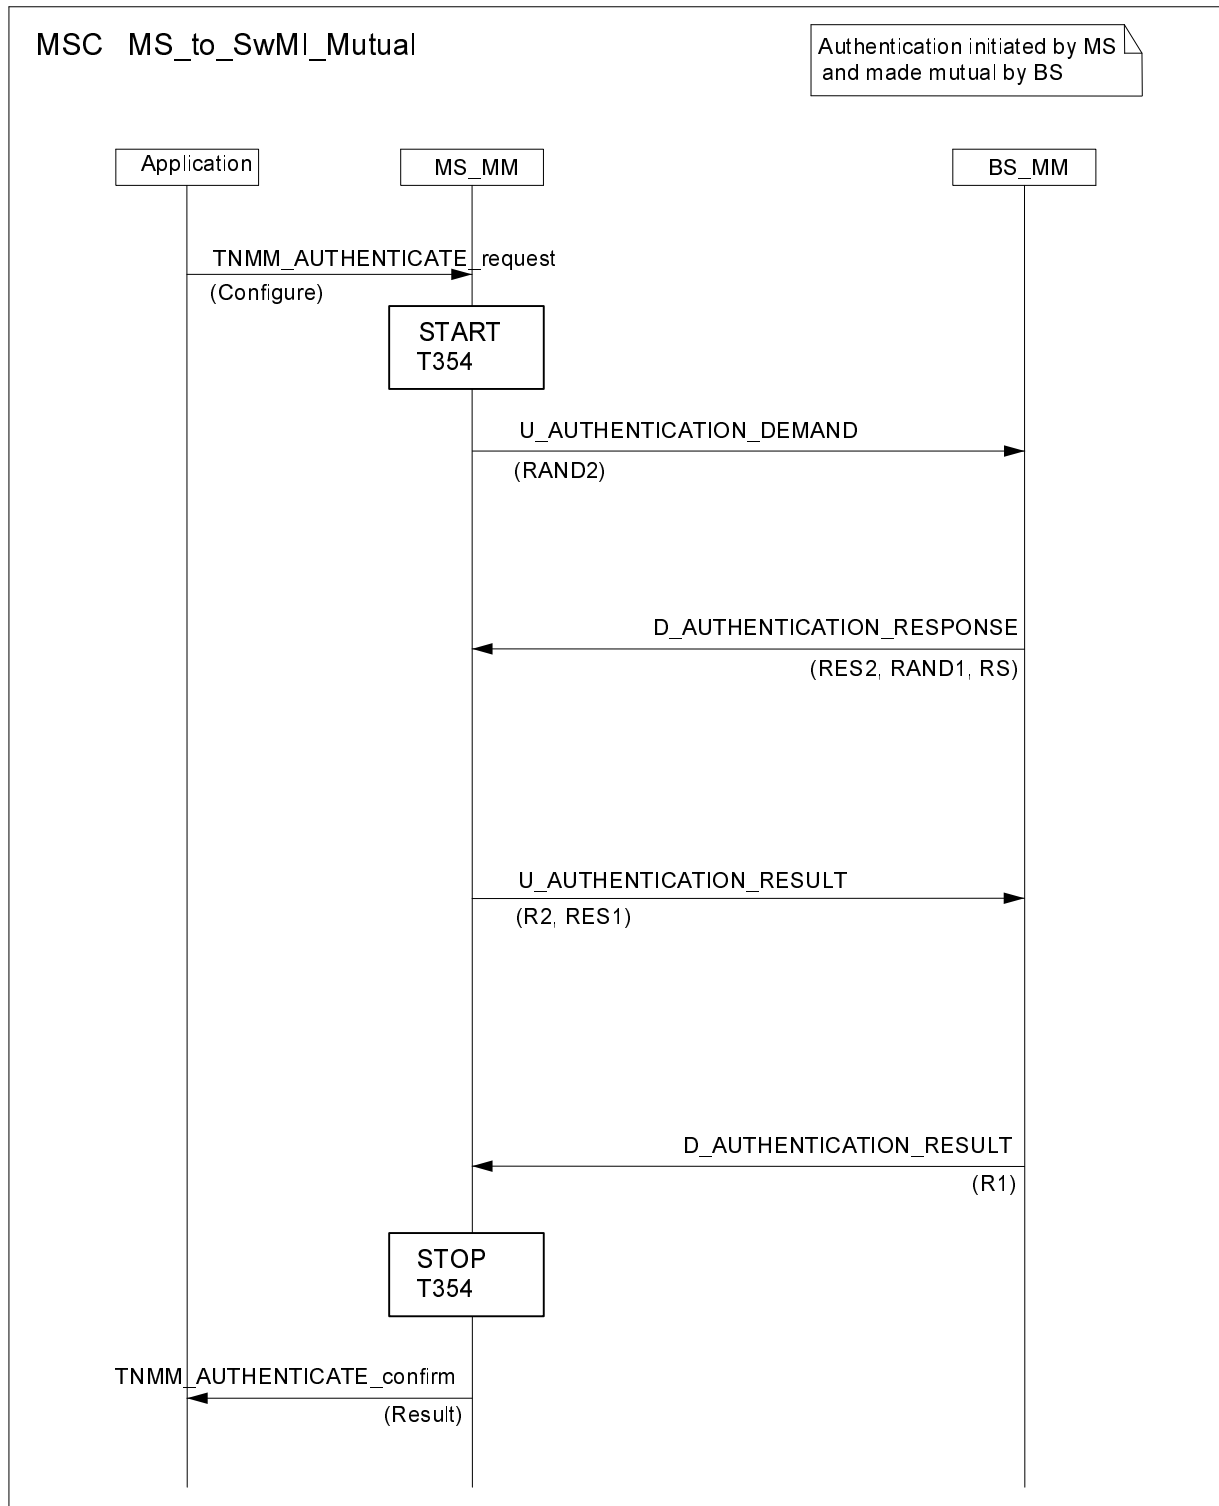 MSC MS_to_SwMI_Mutual
Authentication initiated by MS
and made mutual by BS
Application
MS_MM
BS_MM
TNMM_AUTHENTICATE_request
(Configure)
START
T354
U_AUTHENTICATION_DEMAND
(RAND2)
D_AUTHENTICATION_RESPONSE
(RES2, RAND1, RS)
U_AUTHENTICATION_RESULT
(R2, RES1)
D_AUTHENTICATION_RESULT
(R1)
STOP
T354
TNMM_AUTHENTICATE_confirm
(Result)